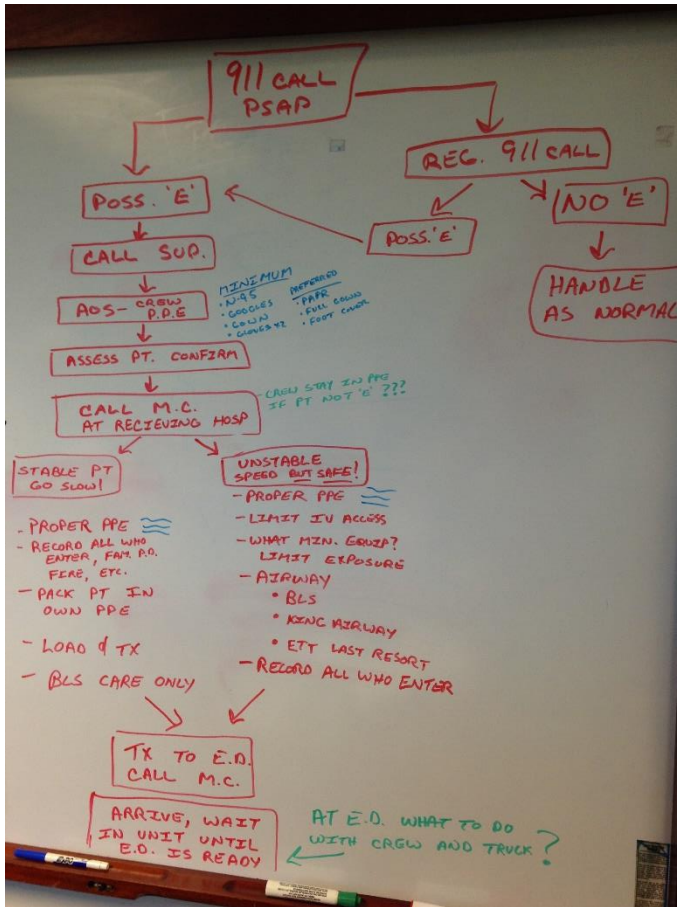 911 CALL
PSAP
REG. 911 CALL
POSS. 'E'
NO 'E'
POSS. 'E'
CALL SUP.
HANDLE
AS NORMAL
MINIMUM
• N-95
• GOGGLES
• GOWN
• GLOVES x2
PREFERRED
• PAPR
• FULL GOWN
• FOOT COVER
AOS - CREW
P.P.E
ASSESS PT. CONFIRM
CALL M.C.
AT RECIEVING HOSP
- CREW STAY IN PPE
IF PT NOT 'E' ???
STABLE PT
GO SLOW!
- PROPER PPE
- RECORD ALL WHO
ENTER, FAM. P.D.
FIRE, ETC.
- PACK PT IN
OWN PPE
- LOAD & TX
- BLS CARE ONLY
UNSTABLE
SPEED BUT SAFE!
- PROPER PPE
- LIMIT IV ACCESS
- WHAT MIN. EQUIP?
LIMIT EXPOSURE
- AIRWAY
• BLS
• KING AIRWAY
• ETT LAST RESORT
- RECORD ALL WHO ENTER
TX TO E.D.
CALL M.C.
ARRIVE, WAIT
IN UNIT UNTIL
E.D. IS READY
AT E.D. WHAT TO DO
WITH CREW AND TRUCK?